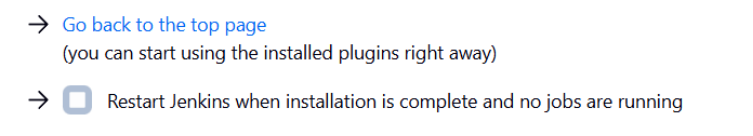 → Go back to the top page
(you can start using the installed plugins right away)
→ Restart Jenkins when installation is complete and no jobs are running